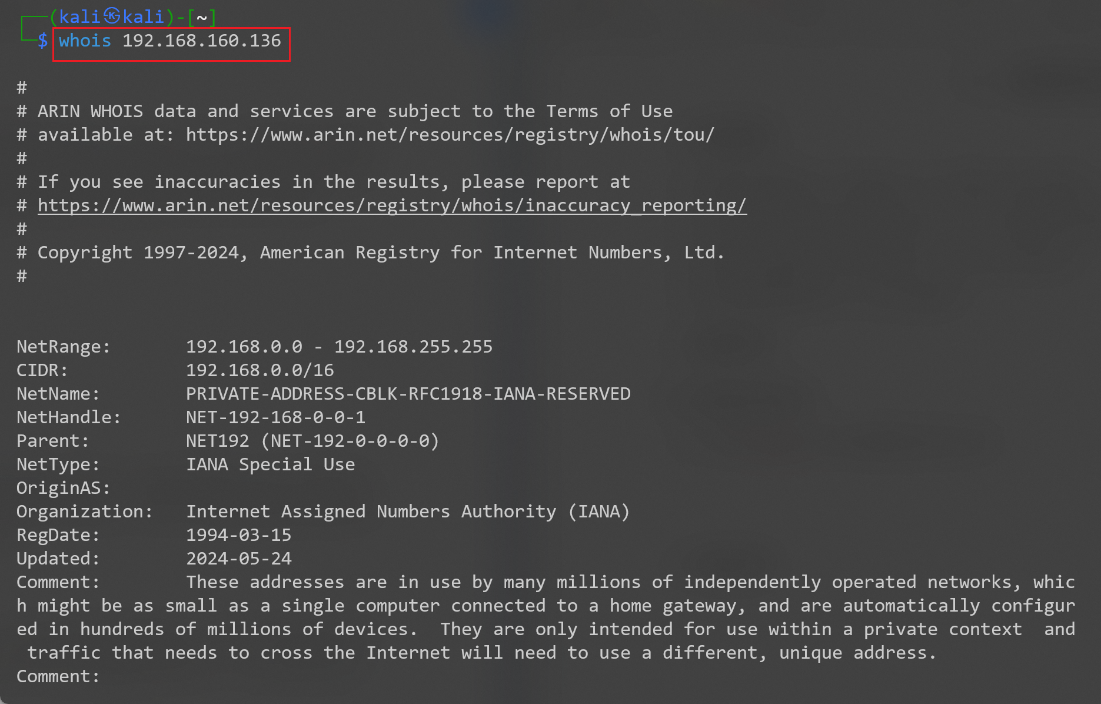 ┌──(kali㉿kali)-[~]
└─$ whois 192.168.160.136
#
# ARIN WHOIS data and services are subject to the Terms of Use
# available at: https://www.arin.net/resources/registry/whois/tou/
#
# If you see inaccuracies in the results, please report at
# https://www.arin.net/resources/registry/whois/inaccuracy_reporting/
#
# Copyright 1997-2024, American Registry for Internet Numbers, Ltd.
#
NetRange:       192.168.0.0 - 192.168.255.255
CIDR:           192.168.0.0/16
NetName:        PRIVATE-ADDRESS-CBLK-RFC1918-IANA-RESERVED
NetHandle:      NET-192-168-0-0-1
Parent:         NET192 (NET-192-0-0-0-0)
NetType:        IANA Special Use
OriginAS:
Organization:   Internet Assigned Numbers Authority (IANA)
RegDate:        1994-03-15
Updated:        2024-05-24
Comment:        These addresses are in use by many millions of independently operated networks, whic
h might be as small as a single computer connected to a home gateway, and are automatically configur
ed in hundreds of millions of devices.  They are only intended for use within a private context  and
 traffic that needs to cross the Internet will need to use a different, unique address.
Comment: